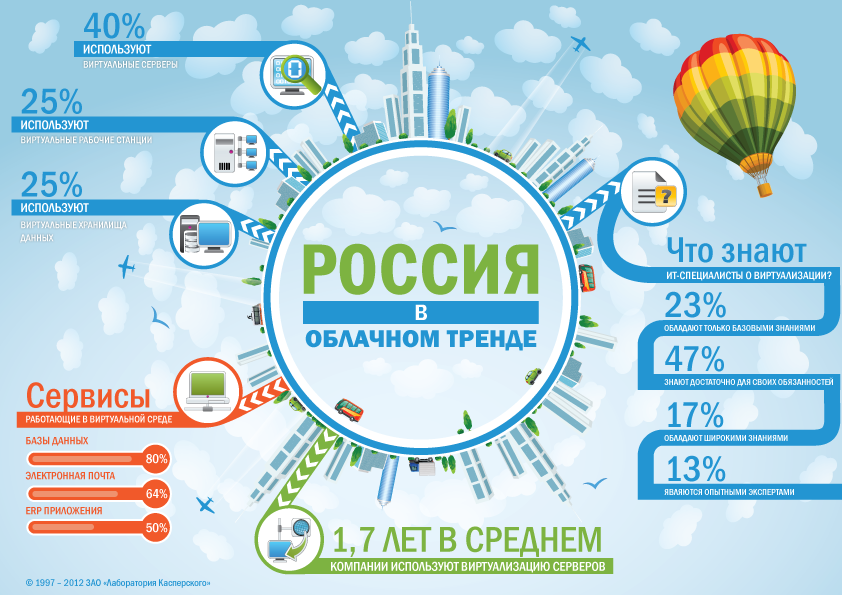 40%
ИСПОЛЬЗУЮТ
ВИРТУАЛЬНЫЕ СЕРВЕРЫ
25%
ИСПОЛЬЗУЮТ
ВИРТУАЛЬНЫЕ РАБОЧИЕ СТАНЦИИ
25%
ИСПОЛЬЗУЮТ
ВИРТУАЛЬНЫЕ ХРАНИЛИЩА
ДАННЫХ
РОССИЯ
В
ОБЛАЧНОМ ТРЕНДЕ
Что знают
ИТ-СПЕЦИАЛИСТЫ О ВИРТУАЛИЗАЦИИ?
23%
ОБЛАДАЮТ ТОЛЬКО БАЗОВЫМИ ЗНАНИЯМИ
47%
ЗНАЮТ ДОСТАТОЧНО ДЛЯ СВОИХ ОБЯЗАННОСТЕЙ
17%
ОБЛАДАЮТ ШИРОКИМИ ЗНАНИЯМИ
13%
ЯВЛЯЮТСЯ ОПЫТНЫМИ ЭКСПЕРТАМИ
Сервисы
РАБОТАЮЩИЕ В ВИРТУАЛЬНОЙ СРЕДЕ
БАЗЫ ДАННЫХ
80%
ЭЛЕКТРОННАЯ ПОЧТА
64%
ERP ПРИЛОЖЕНИЯ
50%
1,7 ЛЕТ В СРЕДНЕМ
КОМПАНИИ ИСПОЛЬЗУЮТ ВИРТУАЛИЗАЦИЮ СЕРВЕРОВ
© 1997 – 2012 ЗАО «Лаборатория Касперского»